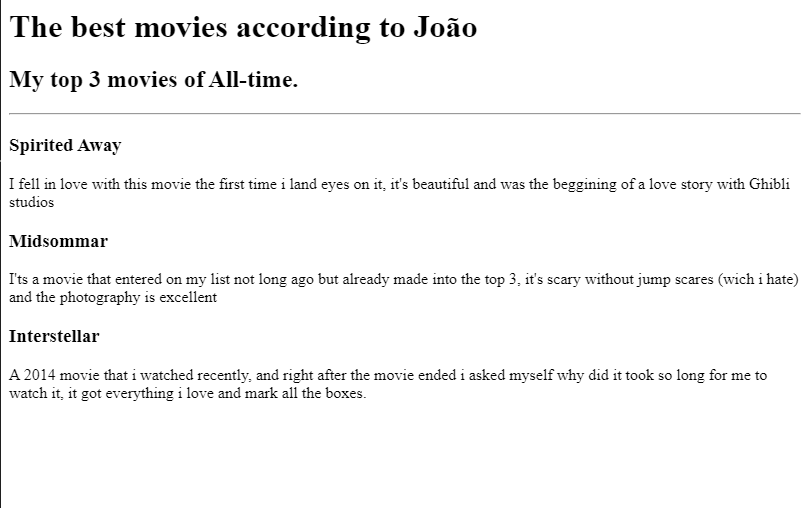 The best movies according to João
My top 3 movies of All-time.
Spirited Away
I fell in love with this movie the first time i land eyes on it, it's beautiful and was the beggining of a love story with Ghibli
studios
Midsommar
I'ts a movie that entered on my list not long ago but already made into the top 3, it's scary without jump scares (wich i hate)
and the photography is excellent
Interstellar
A 2014 movie that i watched recently, and right after the movie ended i asked myself why did it took so long for me to
watch it, it got everything i love and mark all the boxes.